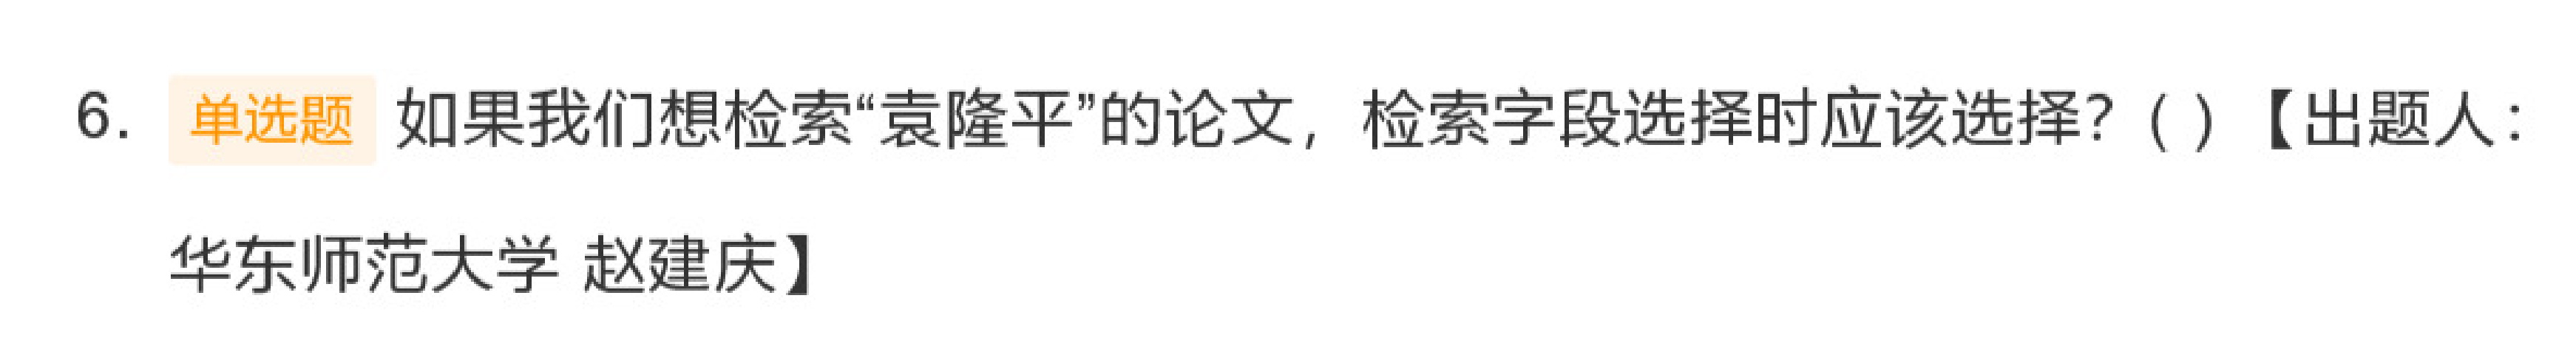 6. 单选题 如果我们想检索“袁隆平”的论文，检索字段选择时应该选择？( ) 【出题人：
华东师范大学 赵建庆】